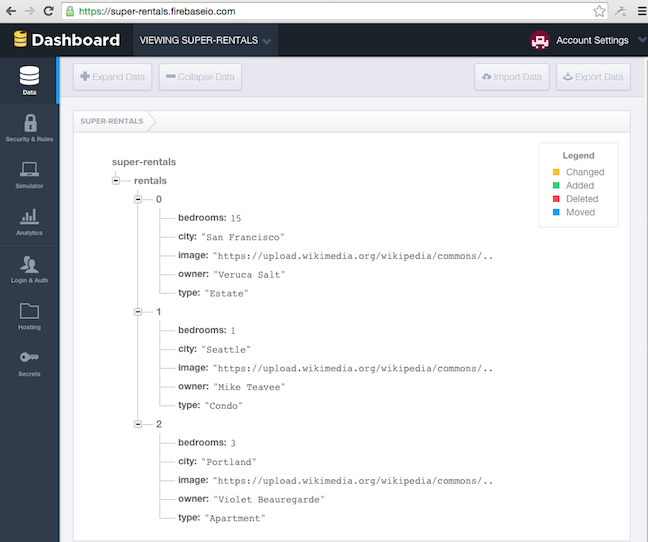 https://super-rentals.firebaseio.com
Dashboard
VIEWING SUPER-RENTALS
Account Settings
Data
Security & Rules
Simulator
Analytics
Login & Auth
Hosting
Secrets
Expand Data
Collapse Data
Import Data
Export Data
SUPER-RENTALS
Legend
Changed
Added
Deleted
Moved
super-rentals
rentals
0
bedrooms: 15
city: "San Francisco"
image: "https://upload.wikimedia.org/wikipedia/commons/..
owner: "Veruca Salt"
type: "Estate"
1
bedrooms: 1
city: "Seattle"
image: "https://upload.wikimedia.org/wikipedia/commons/..
owner: "Mike Teavee"
type: "Condo"
2
bedrooms: 3
city: "Portland"
image: "https://upload.wikimedia.org/wikipedia/commons/..
owner: "Violet Beauregarde"
type: "Apartment"